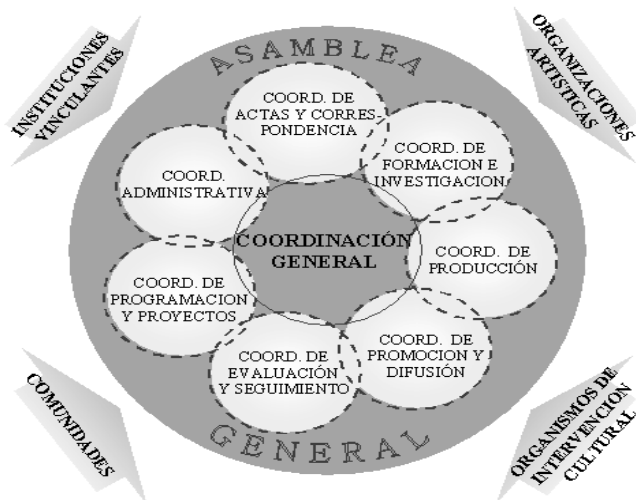 INSTITUCIONES
VINCULANTES
ORGANIZACIONES
ARTISTICAS
ASAMBLEA
COORD. DE
ACTAS Y CORRES
PONDENCIA
COORD. DE
FORMACION E
INVESTIGACION
COORD.
ADMINISTRATIVA
COORDINACIÓN
GENERAL
COORD. DE
PRODUCCIÓN
COORD. DE
PROGRAMACION
Y PROYECTOS
COORD. DE
PROMOCION Y
DIFUSIÓN
COORD. DE
EVALUACIÓN
Y SEGUIMIENTO
GENERAL
COMUNIDADES
ORGANISMOS DE
INTERVENCION
CULTURAL